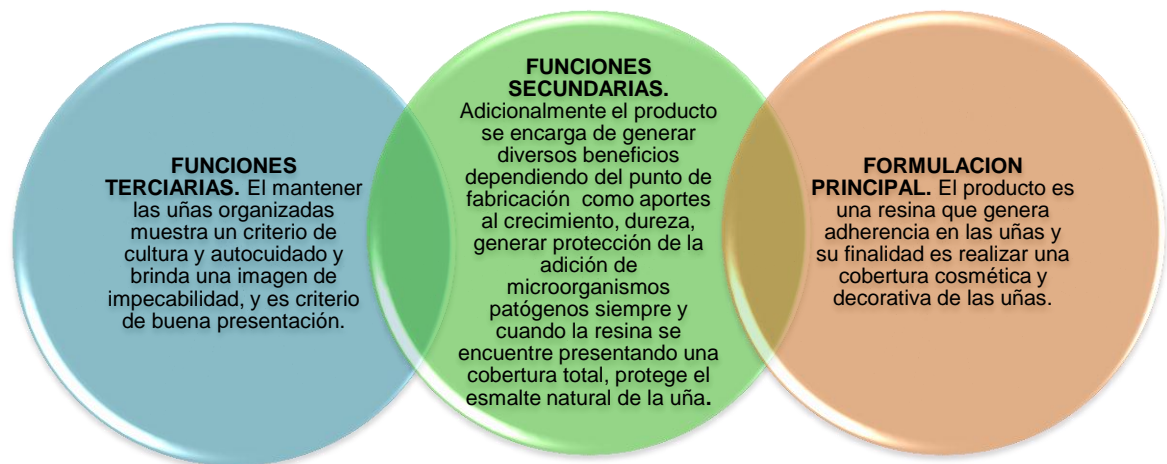 FUNCIONES
TERCIARIAS. El mantener
las uñas organizadas
muestra un criterio de
cultura y autocuidado y
brinda una imagen de
impecabilidad, y es criterio
de buena presentación.
FUNCIONES
SECUNDARIAS.
Adicionalmente el producto
se encarga de generar
diversos beneficios
dependiendo del punto de
fabricación como aportes
al crecimiento, dureza,
generar protección de la
adición de
microorganismos
patógenos siempre y
cuando la resina se
encuentre presentando una
cobertura total, protege el
esmalte natural de la uña.
FORMULACION
PRINCIPAL. El producto es
una resina que genera
adherencia en las uñas y
su finalidad es realizar una
cobertura cosmética y
decorativa de las uñas.